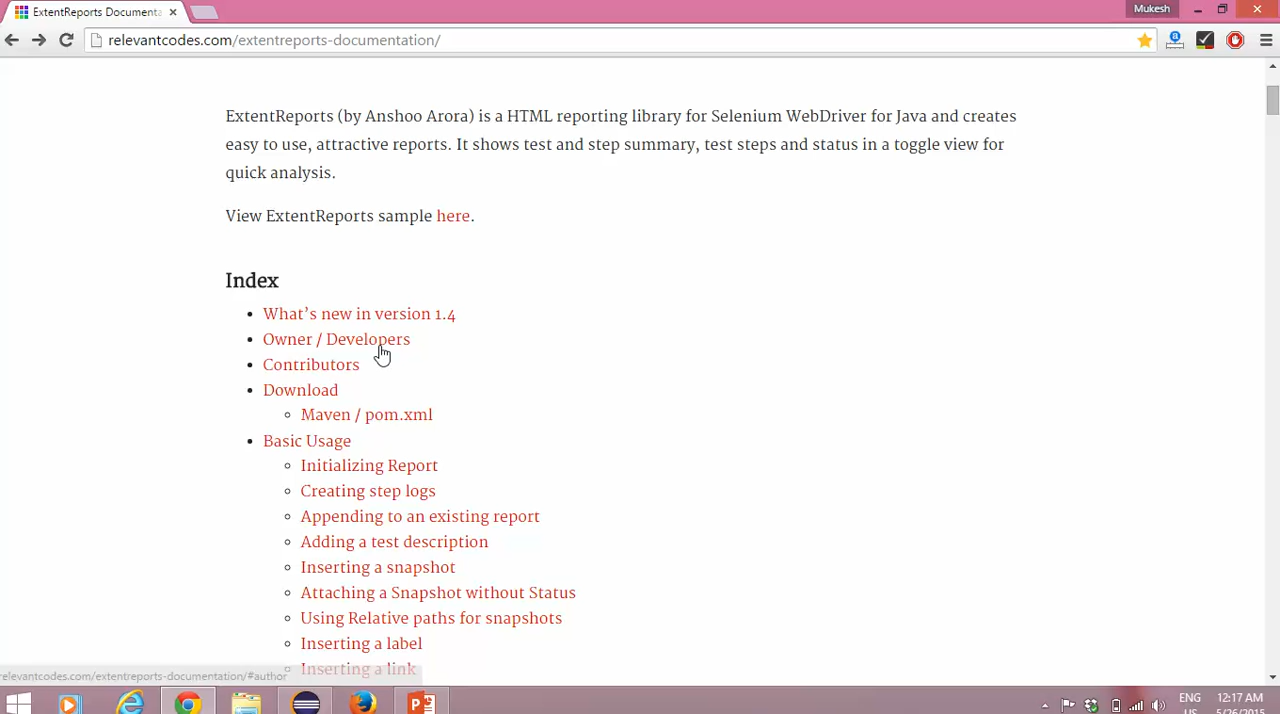 ExtentReports Documenta
Mukesh
relevantcodes.com/extentreports-documentation/
ExtentReports (by Anshoo Arora) is a HTML reporting library for Selenium WebDriver for Java and creates
easy to use, attractive reports. It shows test and step summary, test steps and status in a toggle view for
quick analysis.
View ExtentReports sample here.
Index
What's new in version 1.4
Owner / Developers
Contributors
Download
Maven / pom.xml
Basic Usage
Initializing Report
Creating step logs
Appending to an existing report
Adding a test description
Inserting a snapshot
Attaching a Snapshot without Status
Using Relative paths for snapshots
Inserting a label
Inserting a link
relevantcodes.com/extentreports-documentation/#author
ENG 12:17 AM
US 5/26/2015